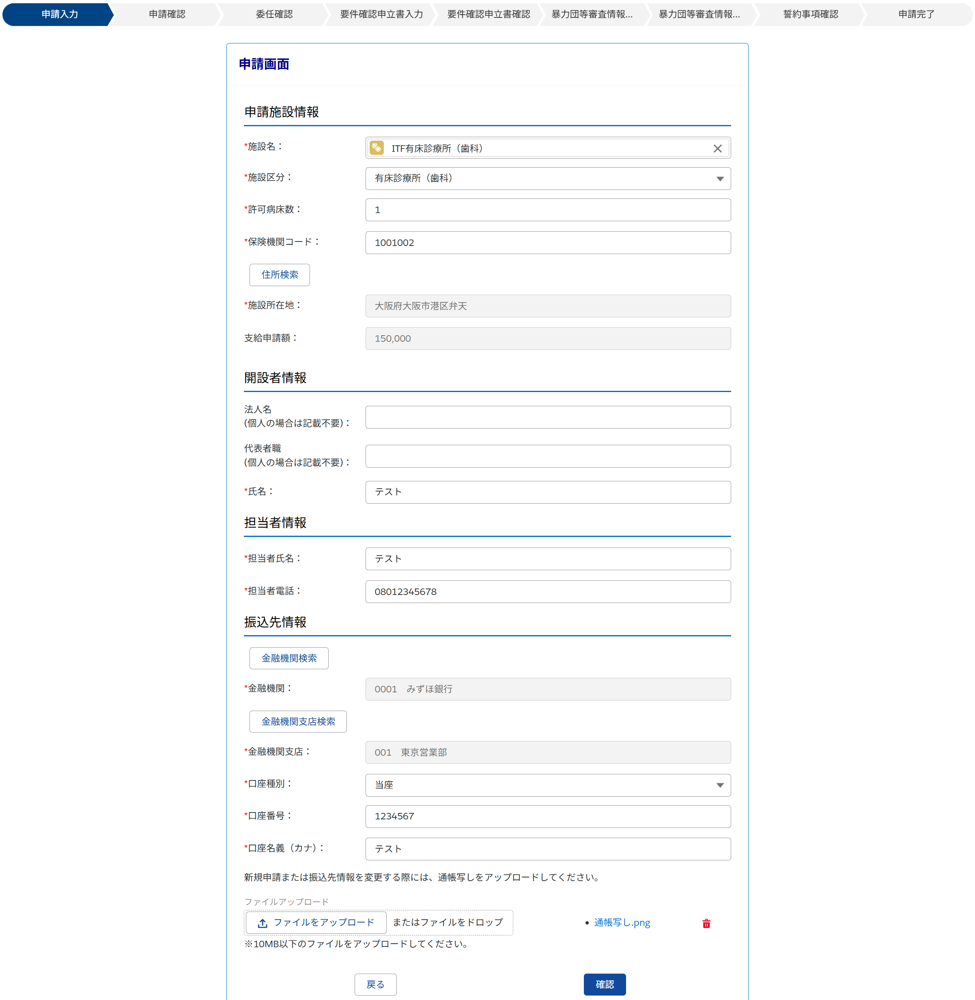 申請入力
申請確認
委任確認
要件確認申立書入力
要件確認申立書確認
暴力団等審査情報...
暴力団等審査情報...
誓約事項確認
申請完了
申請画面
申請施設情報
*施設名：
ITF有床診療所（歯科）
*施設区分：
有床診療所（歯科）
*許可病床数：
1
*保険機関コード：
1001002
住所検索
*施設所在地：
大阪府大阪市港区弁天
支給申請額：
150,000
開設者情報
法人名
(個人の場合は記載不要)：
代表者職
(個人の場合は記載不要)：
*氏名：
テスト
担当者情報
*担当者氏名：
テスト
*担当者電話：
08012345678
振込先情報
金融機関検索
*金融機関：
0001　みずほ銀行
金融機関支店検索
*金融機関支店：
001　東京営業部
*口座種別：
当座
*口座番号：
1234567
*口座名義（カナ）：
テスト
新規申請または振込先情報を変更する際には、通帳写しをアップロードしてください。
ファイルアップロード
ファイルをアップロード
またはファイルをドロップ
• 通帳写し.png
※10MB以下のファイルをアップロードしてください。
戻る
確認